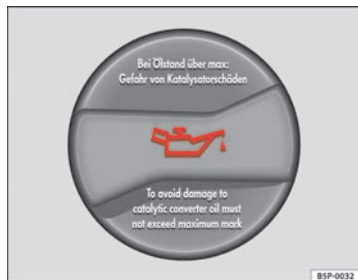 Bei Ölstand über max:
Gefahr von Katalysatorschäden
To avoid damage to
catalytic converter oil must
not exceed maximum mark
B5P-0032